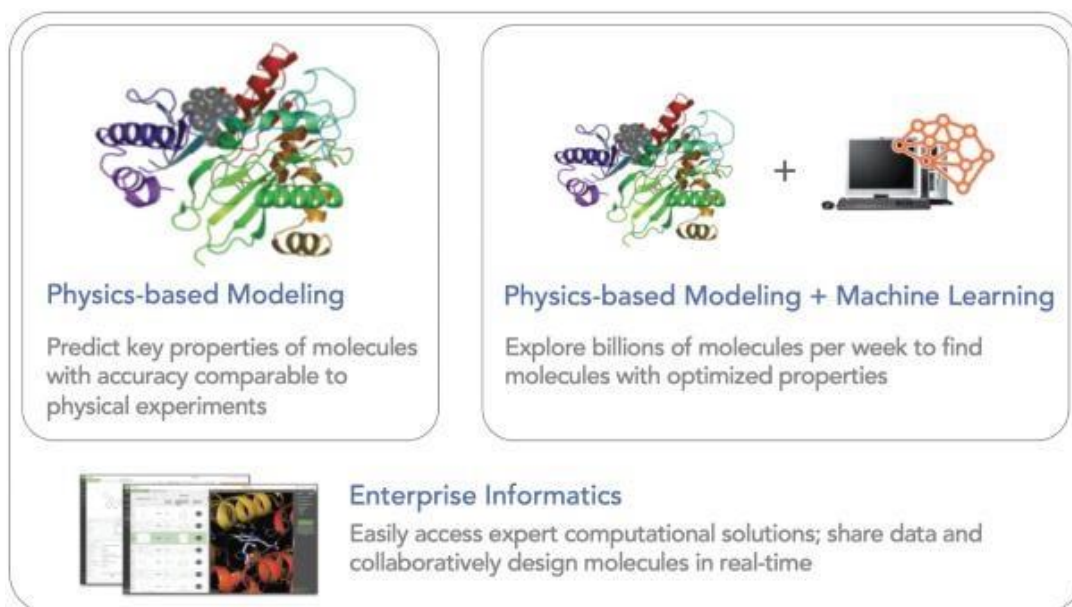 Physics-based Modeling
Predict key properties of molecules
with accuracy comparable to
physical experiments
+
Physics-based Modeling + Machine Learning
Explore billions of molecules per week to find
molecules with optimized properties
Enterprise Informatics
Easily access expert computational solutions; share data and
collaboratively design molecules in real-time